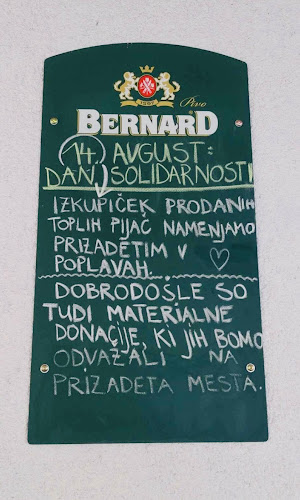 Pivo
BERNARD
14. AVGUST:
DAN SOLIDARNOSTI
IZKUPIČEK PRODANIH
TOPLIH PIJAČ NAMENJAMO
PRIZADETIM V
POPLAVAH...
DOBRODOŠLE SO
TUDI MATERIALNE
DONACIJE, KI JIH BOMO
ODVAŽALI NA
PRIZADETA MESTA.